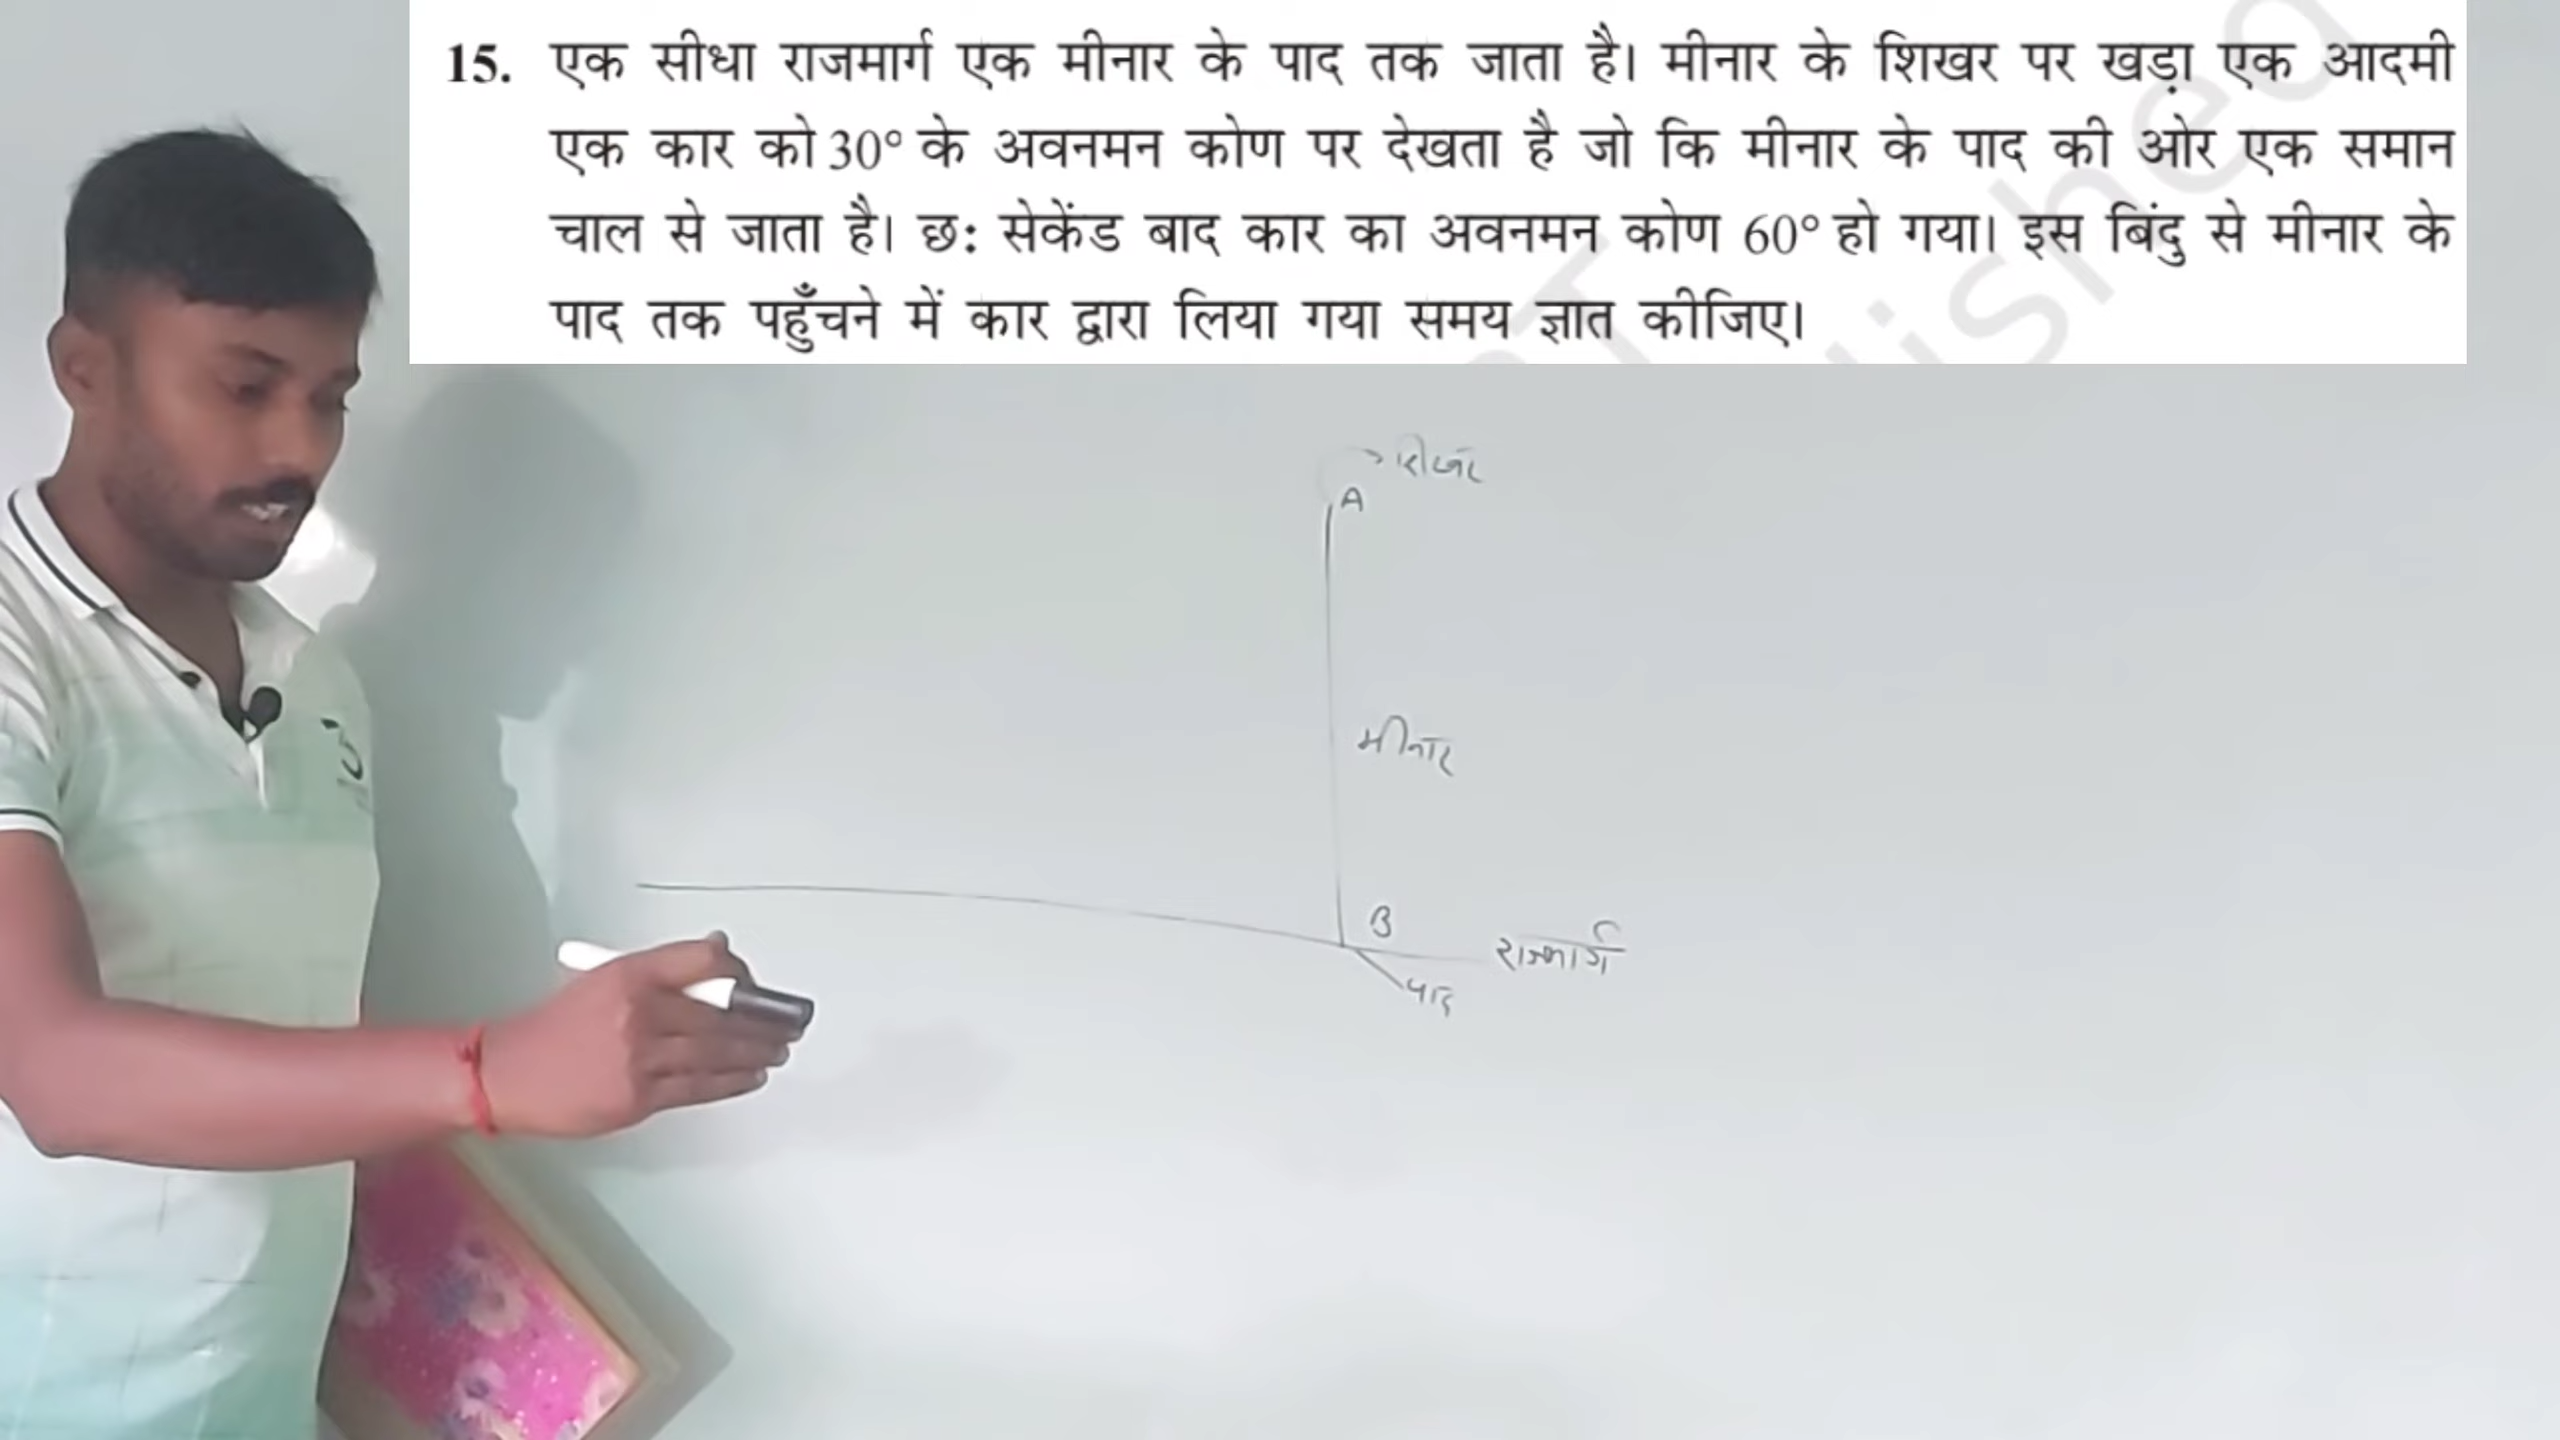 15. एक सीधा राजमार्ग एक मीनार के पाद तक जाता है। मीनार के शिखर पर खड़ा एक आदमी
एक कार को 30° के अवनमन कोण पर देखता है जो कि मीनार के पाद की ओर एक समान
चाल से जाता है। छ: सेकेंड बाद कार का अवनमन कोण 60° हो गया। इस बिंदु से मीनार के
पाद तक पहुँचने में कार द्वारा लिया गया समय ज्ञात कीजिए।
A
मीनार
B
पाद